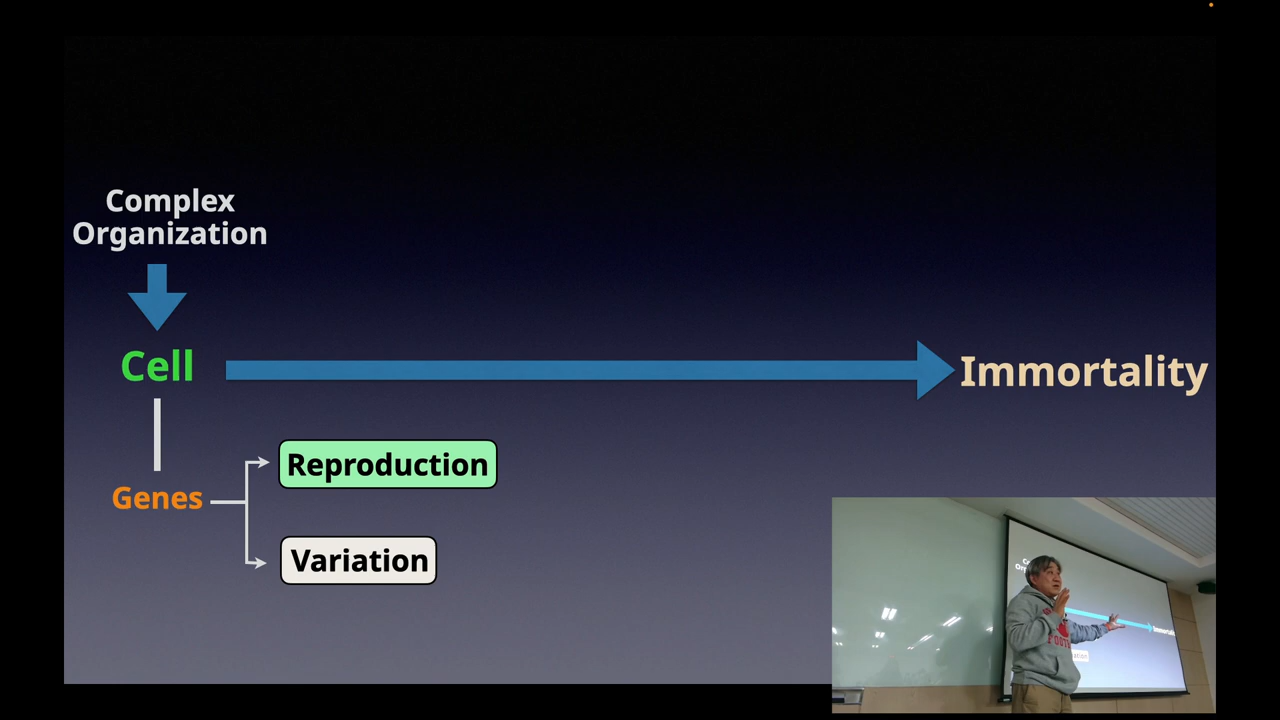 Complex
Organization
Cell
Immortality
Reproduction
Genes
Variation